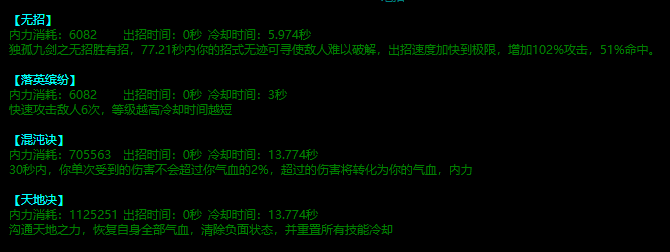 【无招】
内力消耗：6082 出招时间：0秒 冷却时间：5.974秒
独孤九剑之无招胜有招，77.21秒内你的招式无迹可寻使敌人难以破解，出招速度加快到极限，增加102%攻击，51%命中。
【落英缤纷】
内力消耗：6082 出招时间：0秒 冷却时间：3秒
快速攻击敌人6次，等级越高冷却时间越短
【混沌诀】
内力消耗：705563 出招时间：0秒 冷却时间：13.774秒
30秒内，你单次受到的伤害不会超过你气血的2%，超过的伤害将转化为你的气血，内力
【天地决】
内力消耗：1125251 出招时间：0秒 冷却时间：13.774秒
沟通天地之力，恢复自身全部气血，清除负面状态，并重置所有技能冷却